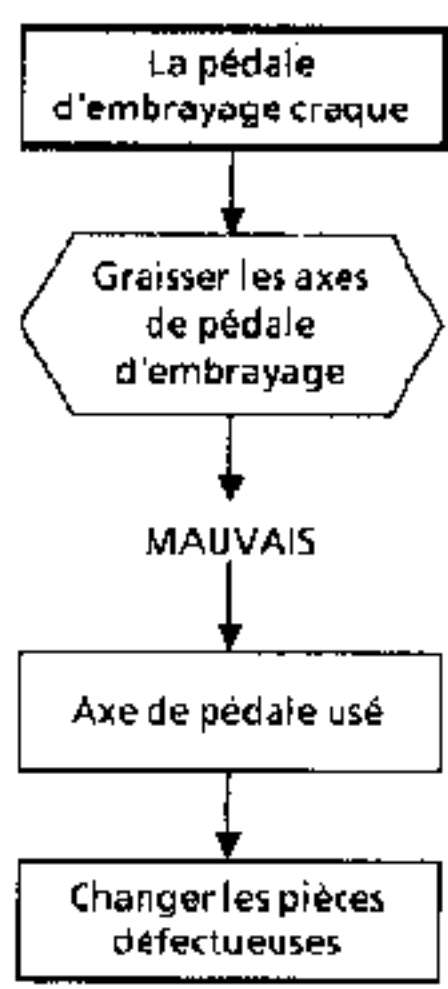 La pédale
d'embrayage craque
Graisser les axes
de pédale
d'embrayage
MAUVAIS
Axe de pédale usé
Changer les pièces
défectueuses